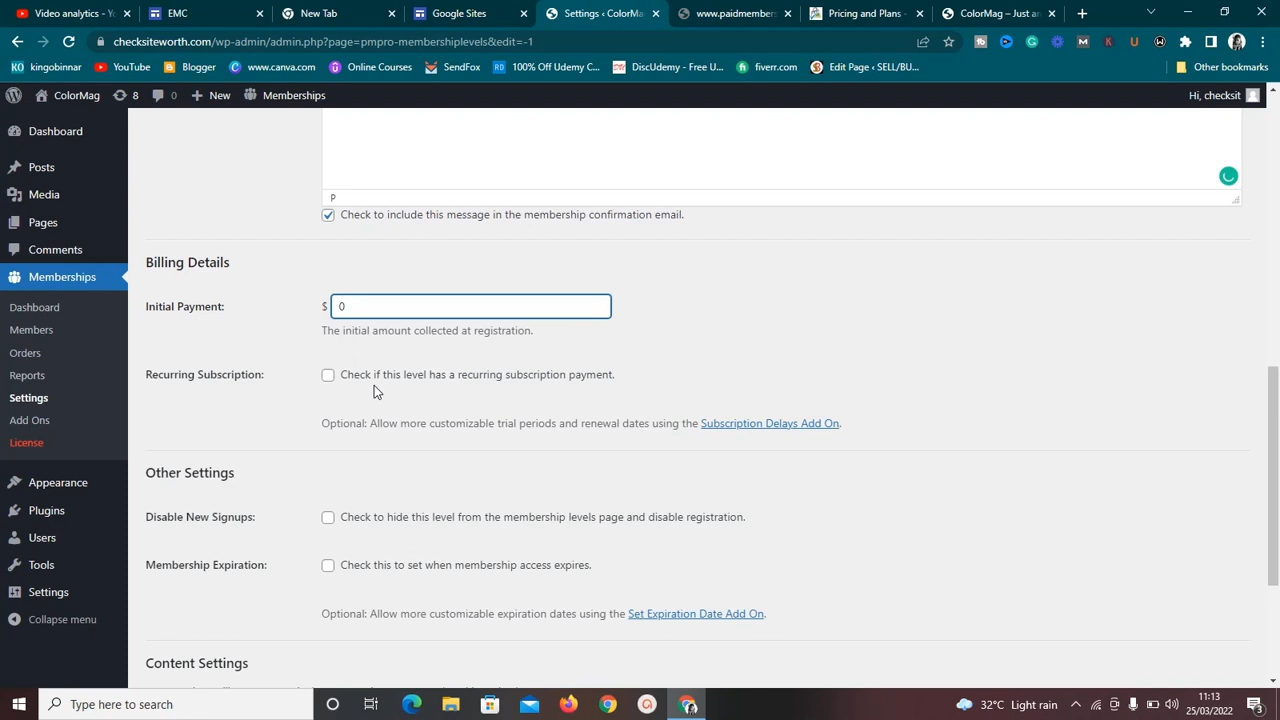 Video analytics - Yo
EMC
New Tab
Google Sites
Settings ‹ ColorMa
www.paidmembers
Pricing and Plans –
ColorMag – Just an
checksiteworth.com/wp-admin/admin.php?page=pmpro-membershiplevels&edit=-1
kingobinnar
YouTube
Blogger
www.canva.com
Online Courses
SendFox
RD 100% Off Udemy C...
DiscUdemy - Free U...
fiverr.com
Edit Page ‹ SELL/BU...
Other bookmarks
ColorMag
8
0
+ New
Memberships
Hi, checksit
Dashboard
Posts
Media
Pages
Comments
Memberships
Dashboard
Members
Orders
Reports
Settings
Add Ons
License
Appearance
Plugins
Users
Tools
Settings
Collapse menu
P
Check to include this message in the membership confirmation email.
Billing Details
Initial Payment:
$ 0
The initial amount collected at registration.
Recurring Subscription:
Check if this level has a recurring subscription payment.
Optional: Allow more customizable trial periods and renewal dates using the Subscription Delays Add On.
Other Settings
Disable New Signups:
Check to hide this level from the membership levels page and disable registration.
Membership Expiration:
Check this to set when membership access expires.
Optional: Allow more customizable expiration dates using the Set Expiration Date Add On.
Content Settings
Type here to search
32°C Light rain
11:13
25/03/2022